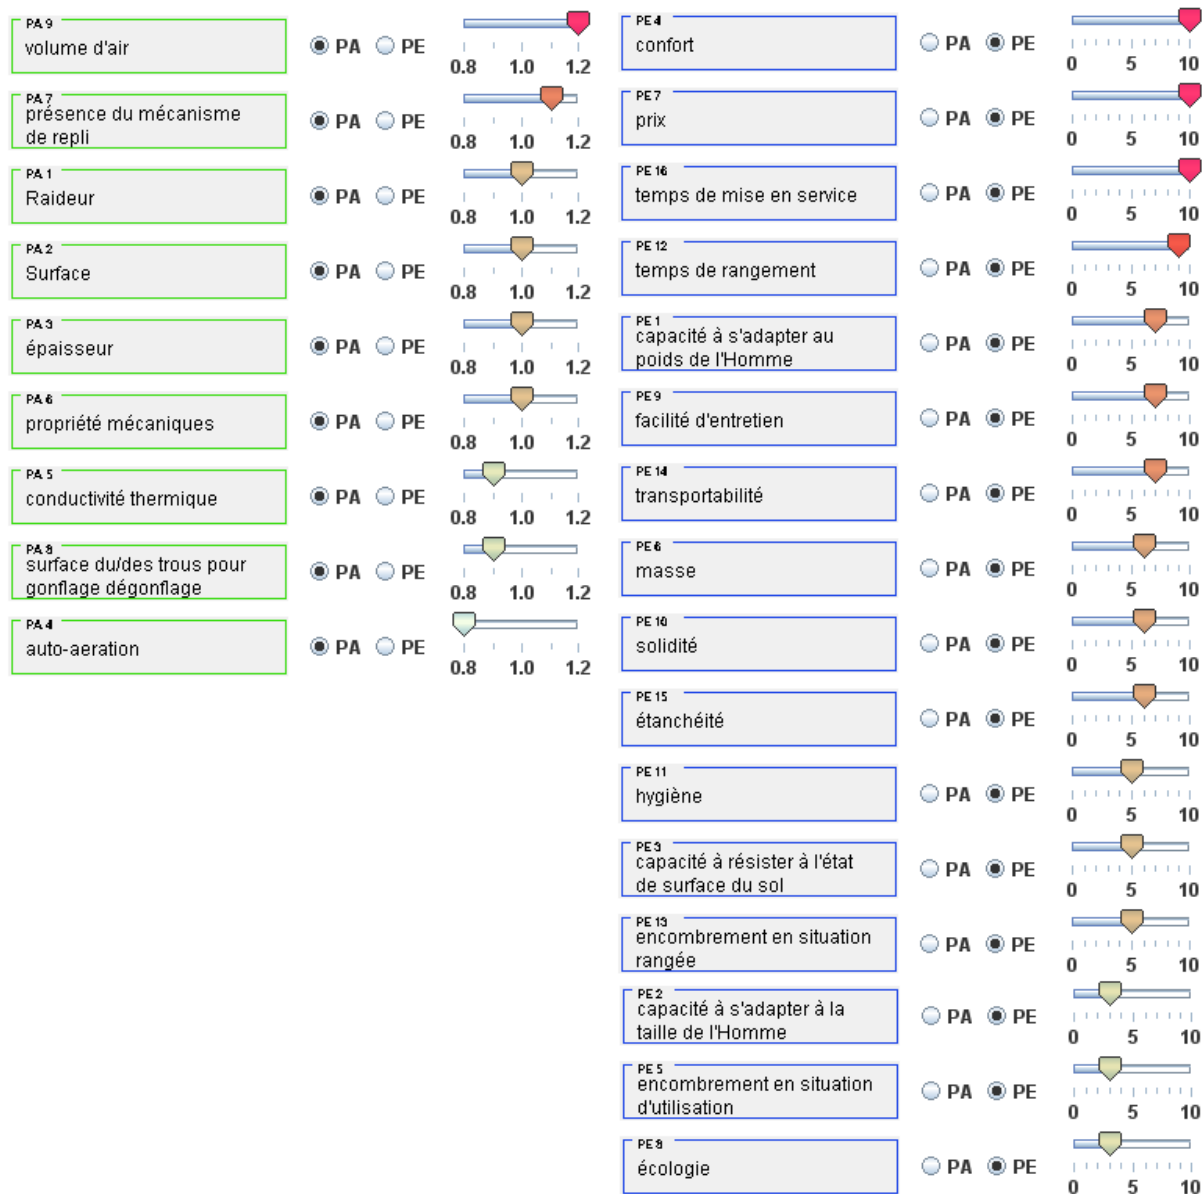 PA 9
volume d'air
PA PE
0.8 1.0 1.2
PA 7
présence du mécanisme
de repli
PA PE
0.8 1.0 1.2
PA 1
Raideur
PA PE
0.8 1.0 1.2
PA 2
Surface
PA PE
0.8 1.0 1.2
PA 3
épaisseur
PA PE
0.8 1.0 1.2
PA 6
propriété mécaniques
PA PE
0.8 1.0 1.2
PA 5
conductivité thermique
PA PE
0.8 1.0 1.2
PA 8
surface du/des trous pour
gonflage dégonflage
PA PE
0.8 1.0 1.2
PA 4
auto-aeration
PA PE
0.8 1.0 1.2
PE 4
confort
PA PE
0 5 10
PE 7
prix
PA PE
0 5 10
PE 16
temps de mise en service
PA PE
0 5 10
PE 12
temps de rangement
PA PE
0 5 10
PE 1
capacité à s'adapter au
poids de l'Homme
PA PE
0 5 10
PE 9
facilité d'entretien
PA PE
0 5 10
PE 14
transportabilité
PA PE
0 5 10
PE 6
masse
PA PE
0 5 10
PE 10
solidité
PA PE
0 5 10
PE 15
étanchéité
PA PE
0 5 10
PE 11
hygiène
PA PE
0 5 10
PE 3
capacité à résister à l'état
de surface du sol
PA PE
0 5 10
PE 13
encombrement en situation
rangée
PA PE
0 5 10
PE 2
capacité à s'adapter à la
taille de l'Homme
PA PE
0 5 10
PE 5
encombrement en situation
d'utilisation
PA PE
0 5 10
PE 8
écologie
PA PE
0 5 10